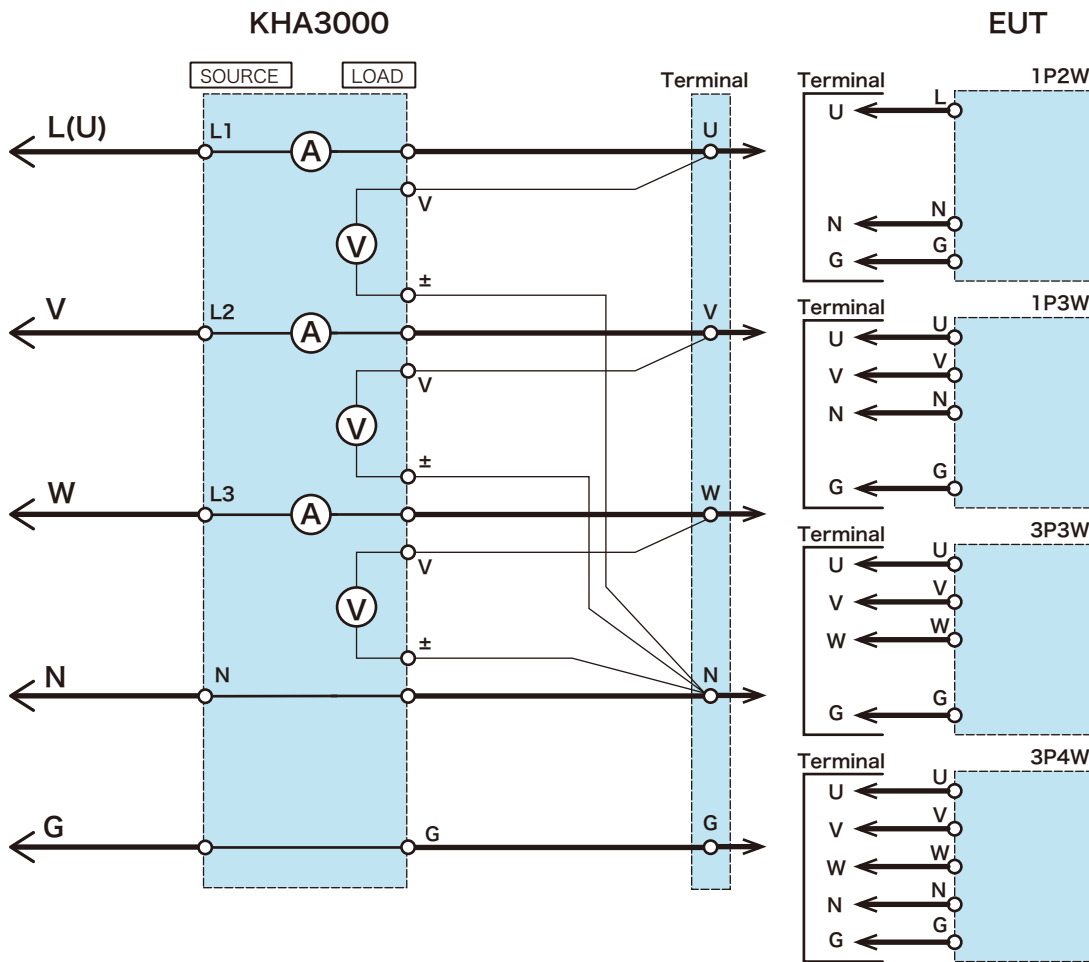 KHA3000
EUT
SOURCE
LOAD
Terminal
L(U)
L1
A
U
V
V
±
V
L2
A
V
V
V
±
W
L3
A
W
V
V
±
N
N
N
G
G
G
Terminal
1P2W
U
L
N
N
G
G
Terminal
1P3W
U
U
V
V
N
N
G
G
Terminal
3P3W
U
U
V
V
W
W
G
G
Terminal
3P4W
U
U
V
V
W
W
N
N
G
G